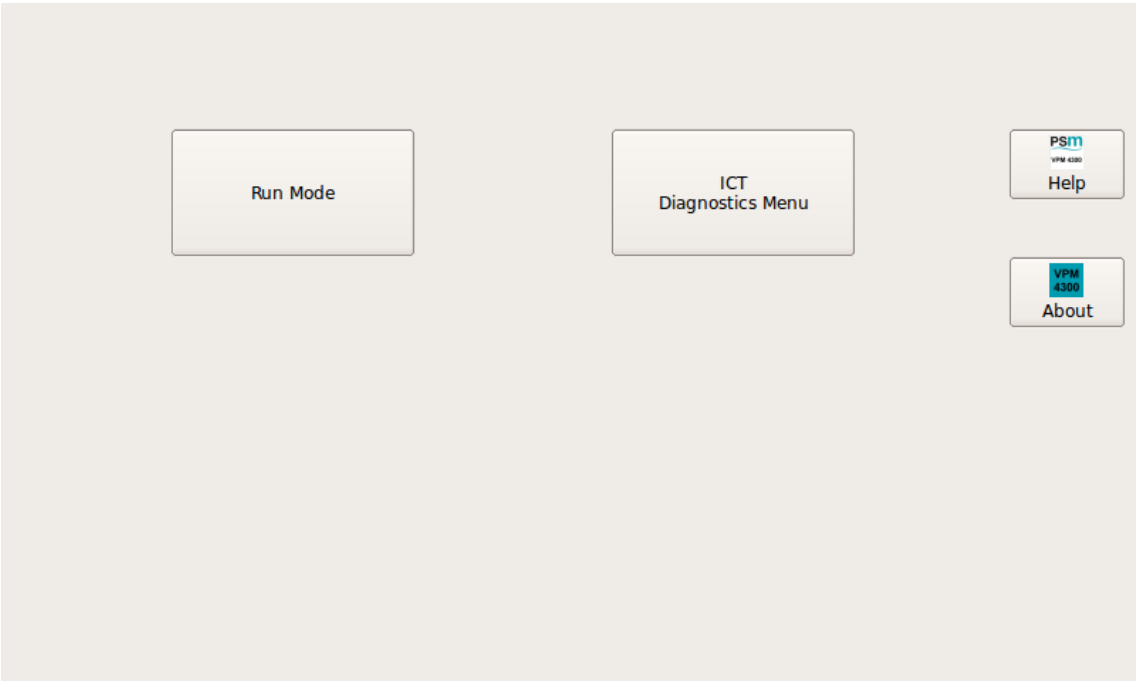 Run Mode
ICT
Diagnostics Menu
PSM
VPM 4300
Help
VPM
4300
About